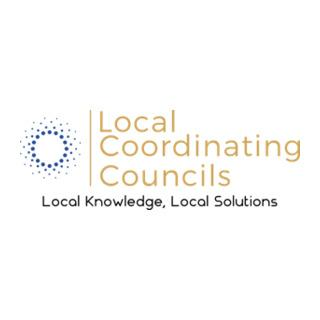 Local
Coordinating
Councils
Local Knowledge, Local Solutions